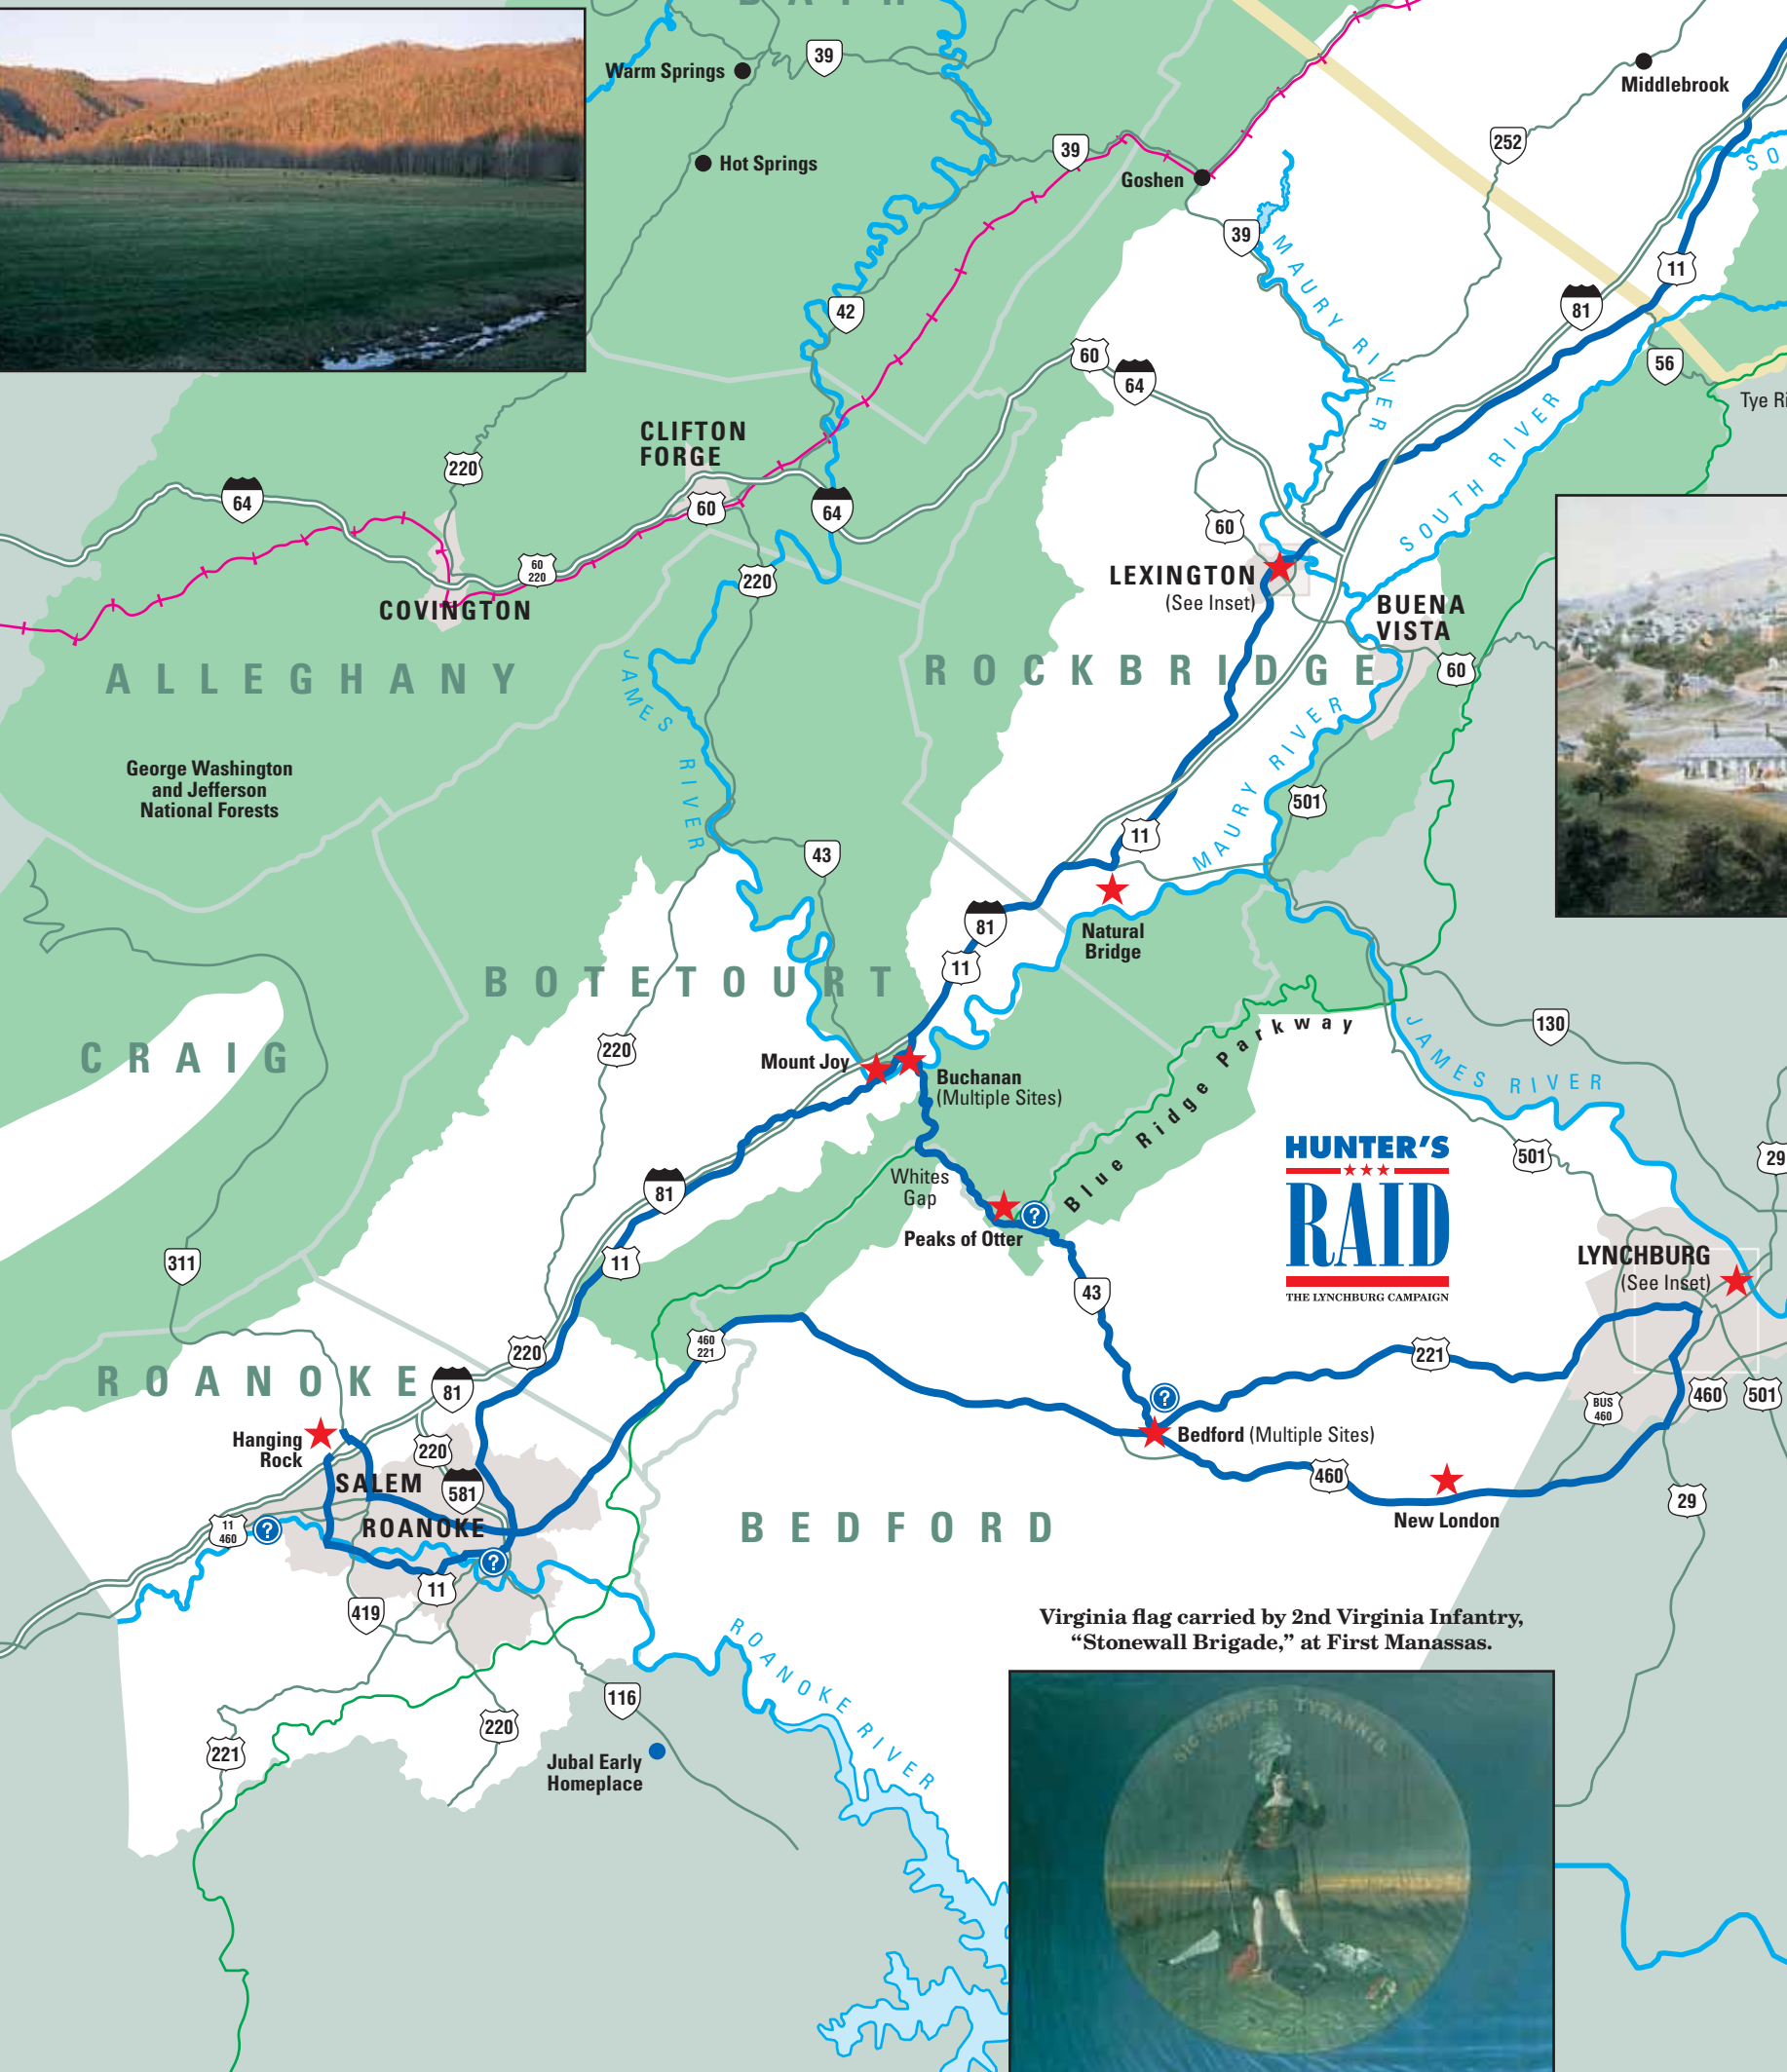 39
Warm Springs
Middlebrook
Hot Springs
39
Goshen
252
39
MAURY RIVER
11
81
42
60
64
56
SOUTH RIVER
CLIFTON
FORGE
220
64
60
64
60
60
220
220
COVINGTON
LEXINGTON
(See Inset)
BUENA
VISTA
60
ALLEGHANY
ROCKBRIDGE
JAMES RIVER
MAURY RIVER
George Washington
and Jefferson
National Forests
501
11
43
81
Natural
Bridge
11
BOTETOURT
CRAIG
220
Mount Joy
Buchanan
(Multiple Sites)
Blue Ridge Parkway
130
JAMES RIVER
HUNTER'S
RAID
THE LYNCHBURG CAMPAIGN
501
29
Whites
Gap
81
?
Peaks of Otter
311
11
43
LYNCHBURG
(See Inset)
220
460
221
221
ROANOKE
81
?
BUS
460
460
501
Hanging
Rock
220
Bedford (Multiple Sites)
SALEM
581
460
29
New London
11
460
?
ROANOKE
BEDFORD
?
11
419
Virginia flag carried by 2nd Virginia Infantry,
“Stonewall Brigade,” at First Manassas.
ROANOKE RIVER
116
220
221
Jubal Early
Homeplace
SIC SEMPER TYRANNIS